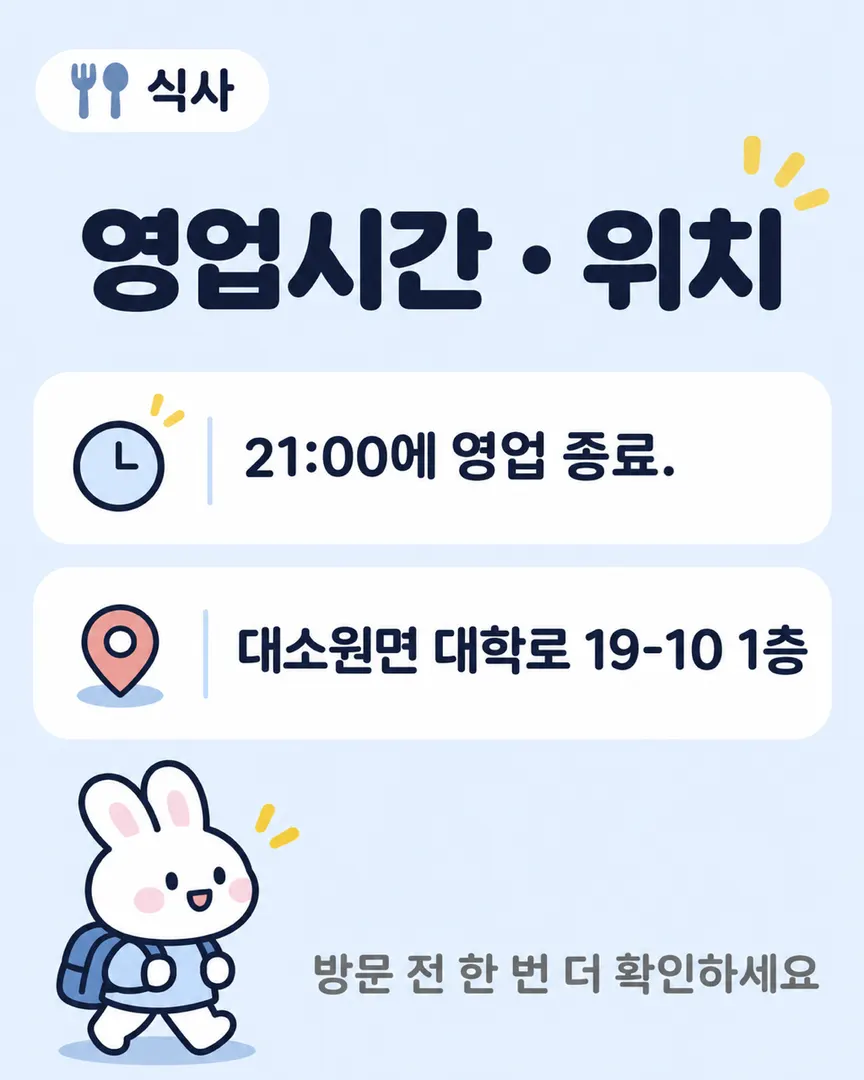 식사
영업시간 · 위치
21:00에 영업 종료.
대소원면 대학로 19-10 1층
방문 전 한 번 더 확인하세요